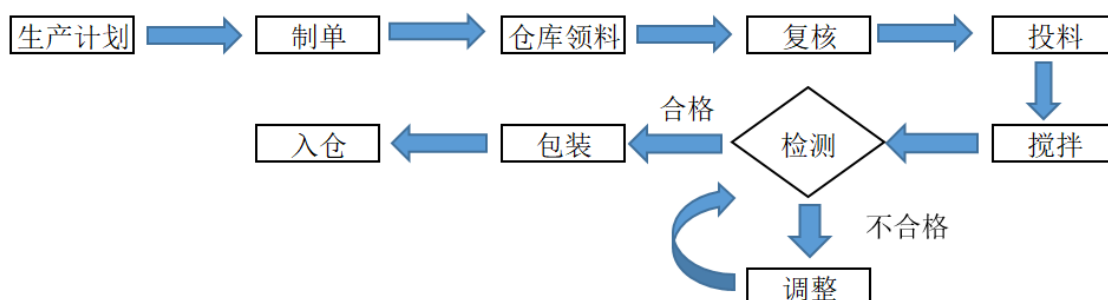 生产计划
制单
仓库领料
复核
投料
合格
入仓
包装
检测
搅拌
不合格
调整